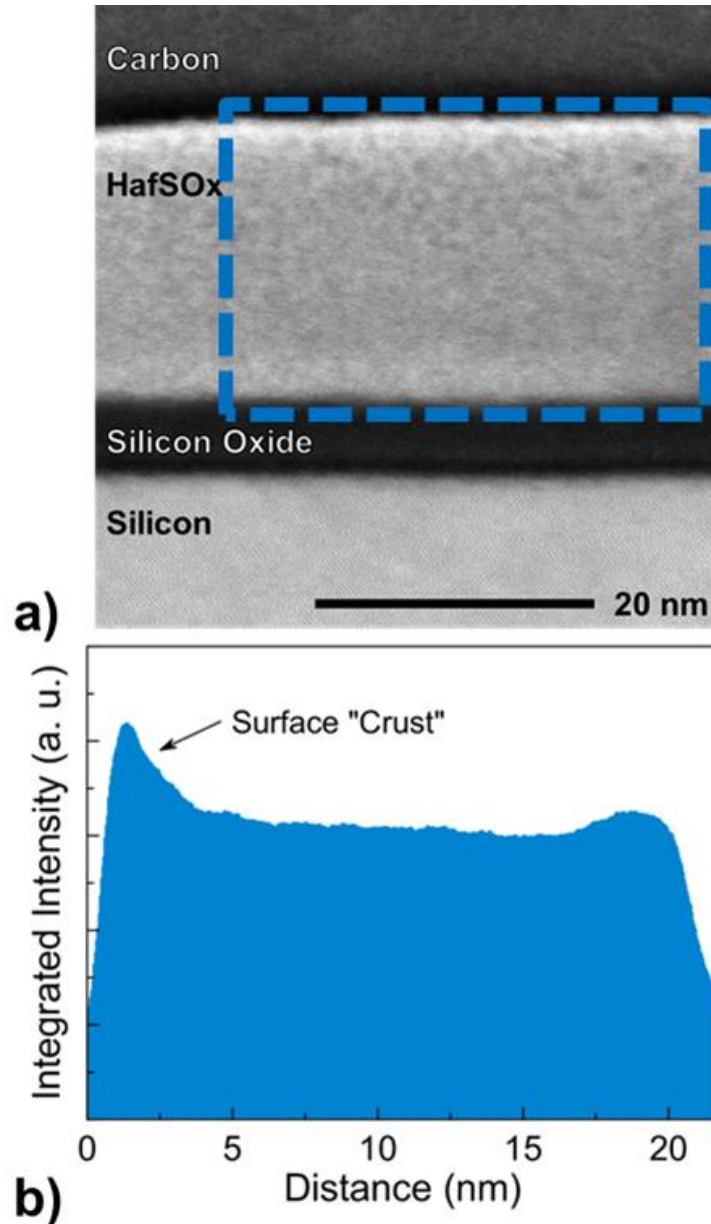 Carbon
HafSOx
Silicon Oxide
Silicon
20 nm
a)
Surface "Crust"
Integrated Intensity (a. u.)
0 5 10 15 20
Distance (nm)
b)